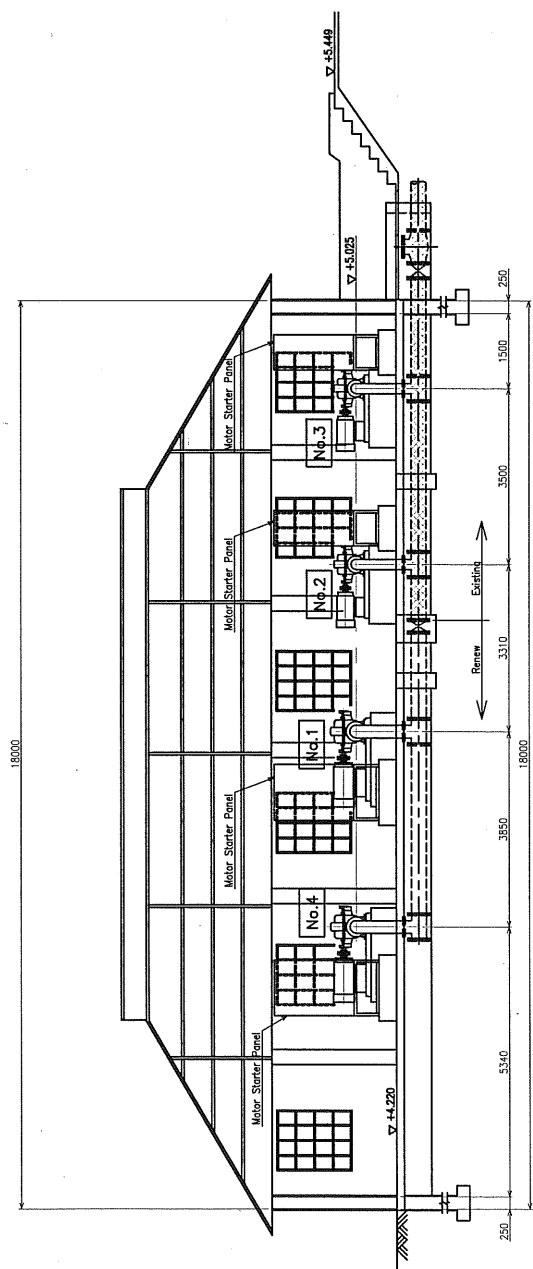 18000
Motor Starter Panel
Motor Starter Panel
Motor Starter Panel
Motor Starter Panel
No.4
No.1
No.2
No.3
▽ +5.449
▽ +5.025
▽ +4.220
Renew
Existing
250
5340
3850
3310
3500
1500
250
18000